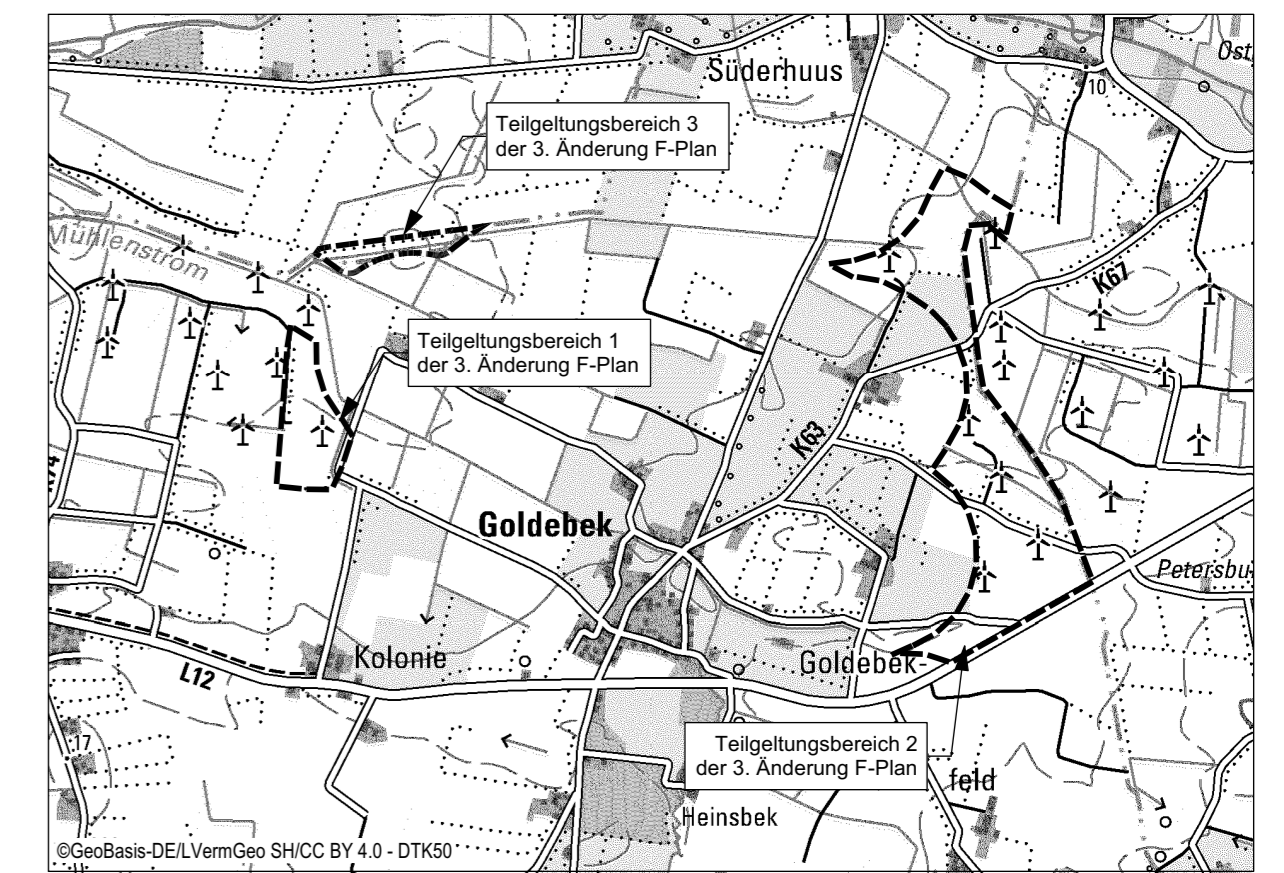 Süderhuus
Ost
10
Teilgeltungsbereich 3
der 3. Änderung F-Plan
Mühlenstrom
K61
Teilgeltungsbereich 1
der 3. Änderung F-Plan
K63
Goldebek
Petersbu
Kolonie
Goldebek-
L12
17
Teilgeltungsbereich 2
der 3. Änderung F-Plan
feld
Heinsbek
©GeoBasis-DE/LVermGeo SH/CC BY 4.0 - DTK50